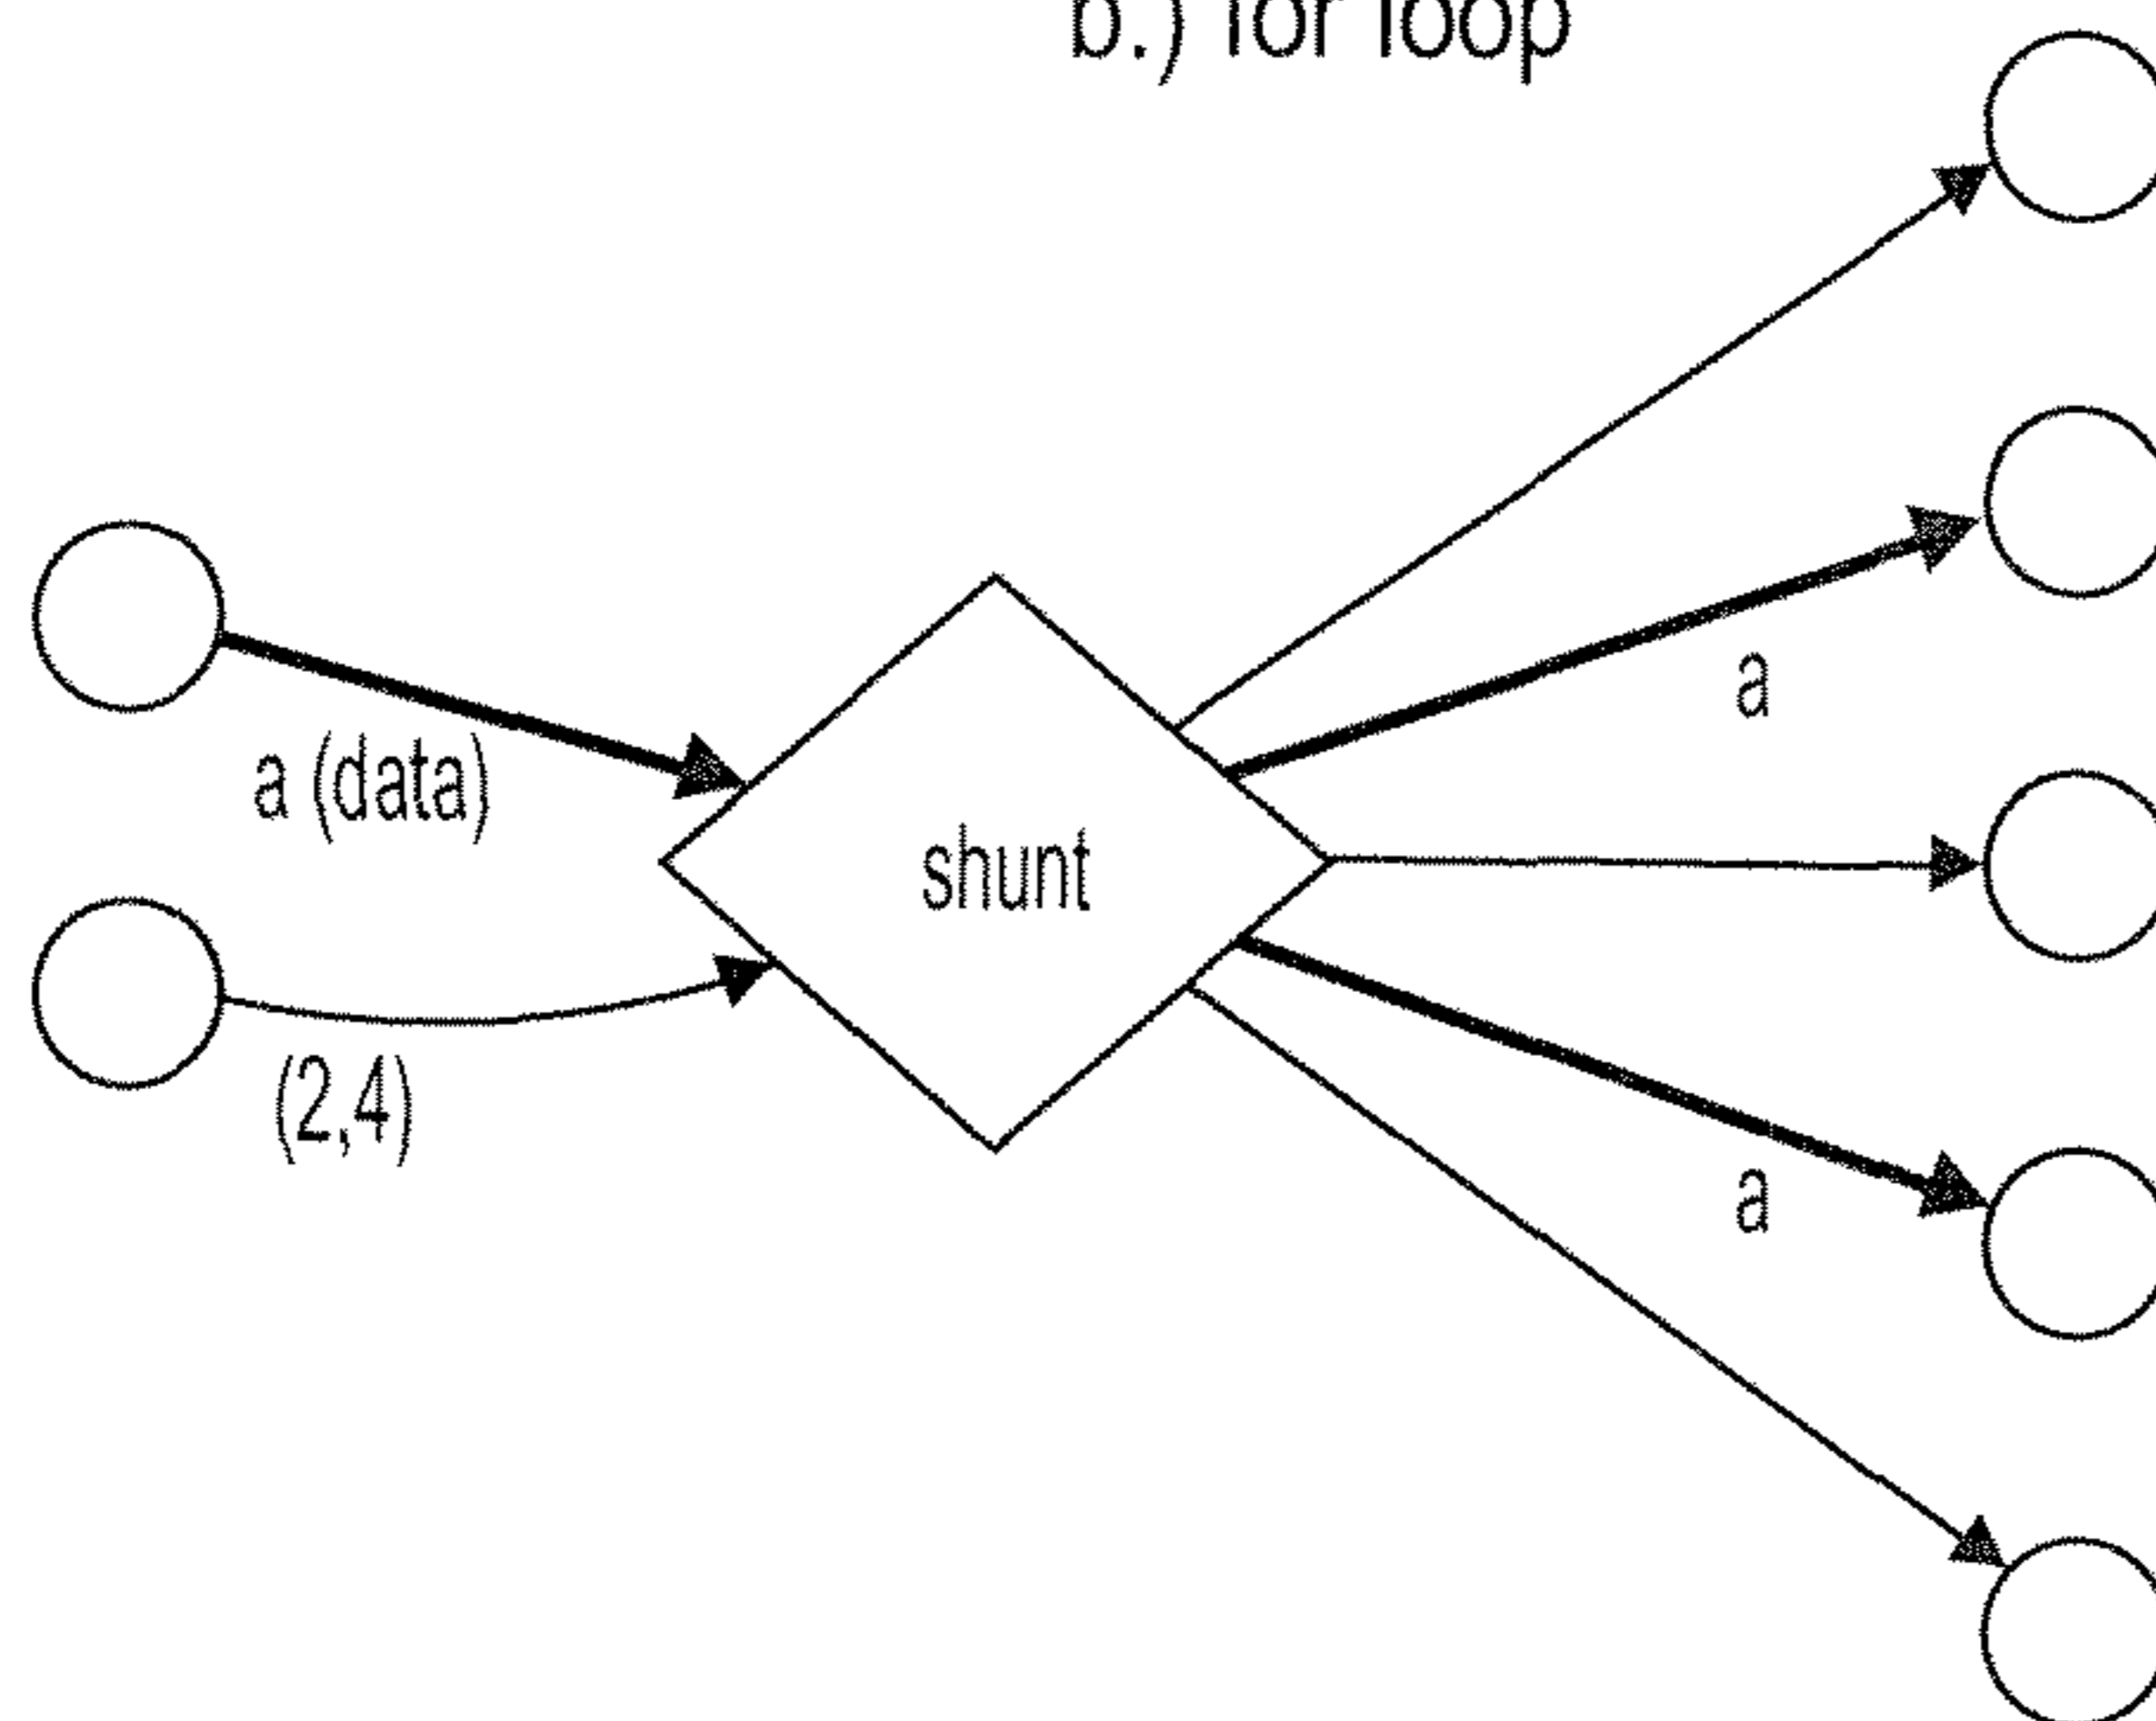 b.) for loop
a
a (data)
shunt
(2,4)
a